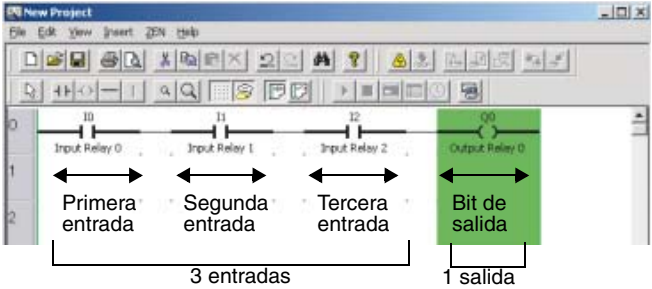 New Project
File Edit View Insert ZEN Help
0 I0 I1 I2 Q0
Input Relay 0 Input Relay 1 Input Relay 2 Output Relay 0
1
Primera entrada
Segunda entrada
Tercera entrada
Bit de salida
2
3 entradas
1 salida